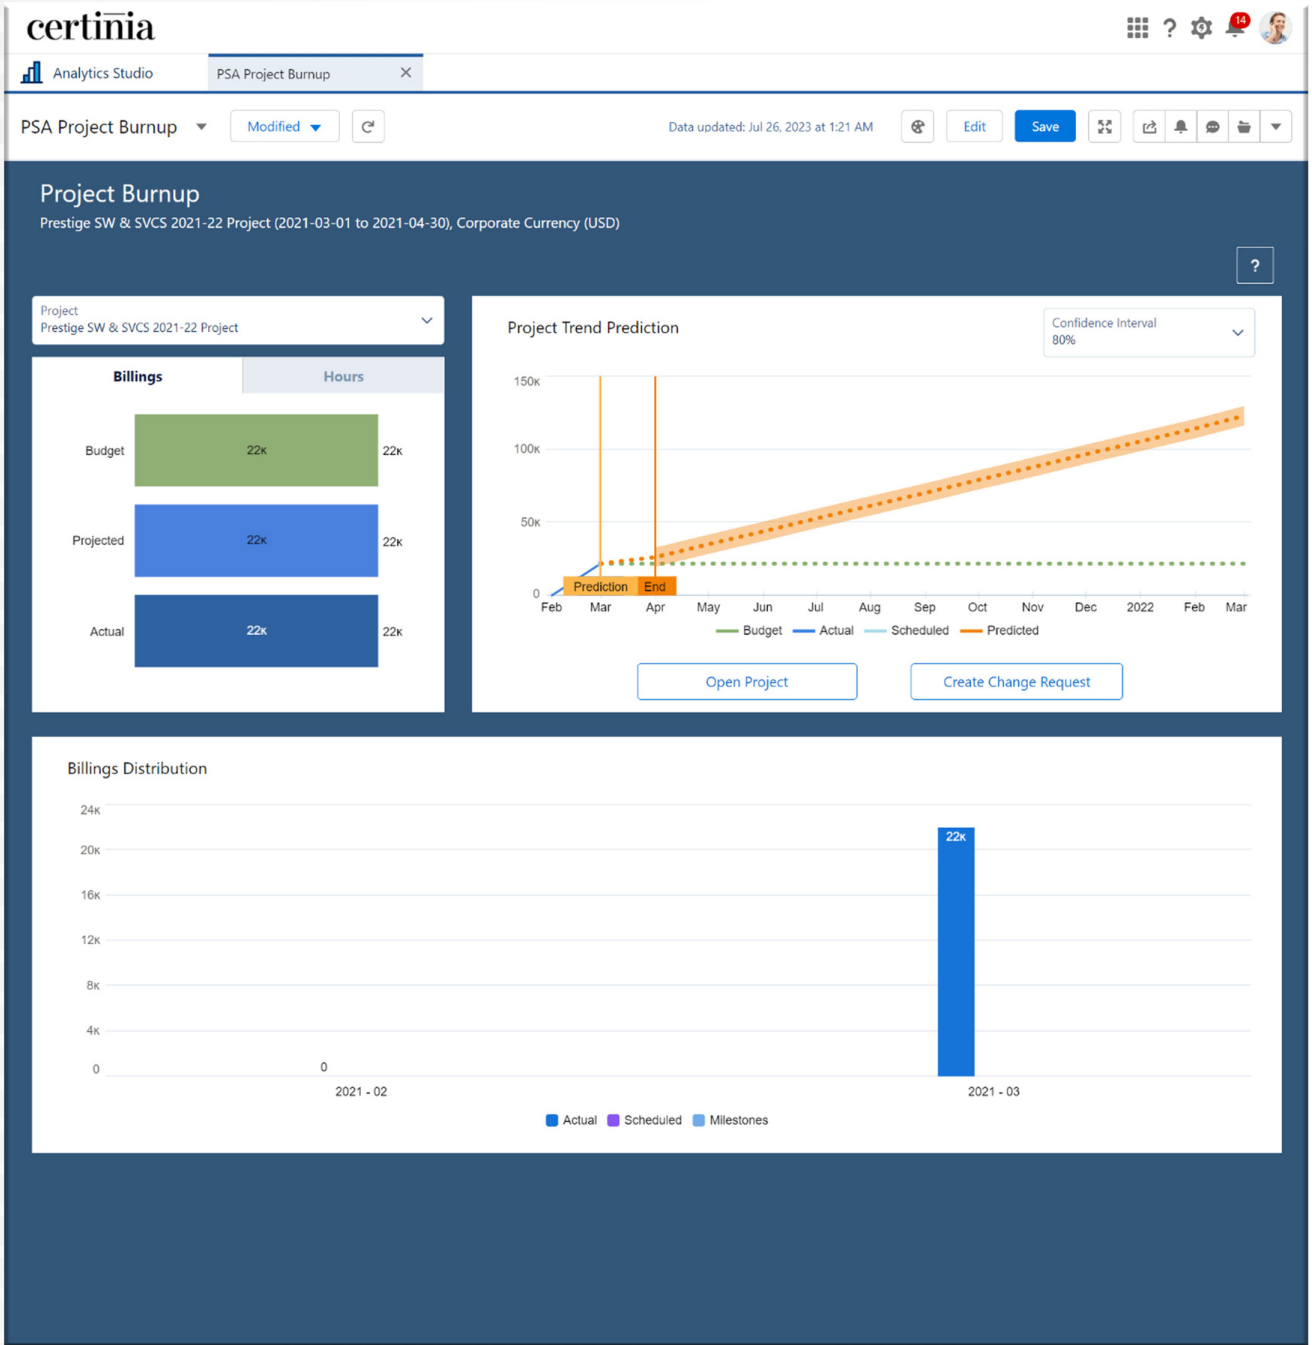 certinia
? 14
Analytics Studio PSA Project Burnup
PSA Project Burnup Modified Data updated: Jul 26, 2023 at 1:21 AM Edit Save
Project Burnup
Prestige SW & SVCS 2021-22 Project (2021-03-01 to 2021-04-30), Corporate Currency (USD)
?
Project
Prestige SW & SVCS 2021-22 Project
Billings Hours
Budget 22K 22K
Projected 22K 22K
Actual 22K 22K
Project Trend Prediction
Confidence Interval
80%
150K
100K
50K
0
Prediction End
Feb Mar Apr May Jun Jul Aug Sep Oct Nov Dec 2022 Feb Mar
Budget Actual Scheduled Predicted
Open Project Create Change Request
Billings Distribution
24K
22K
20K
16K
12K
8K
4K
0 0
2021 - 02 2021 - 03
Actual Scheduled Milestones